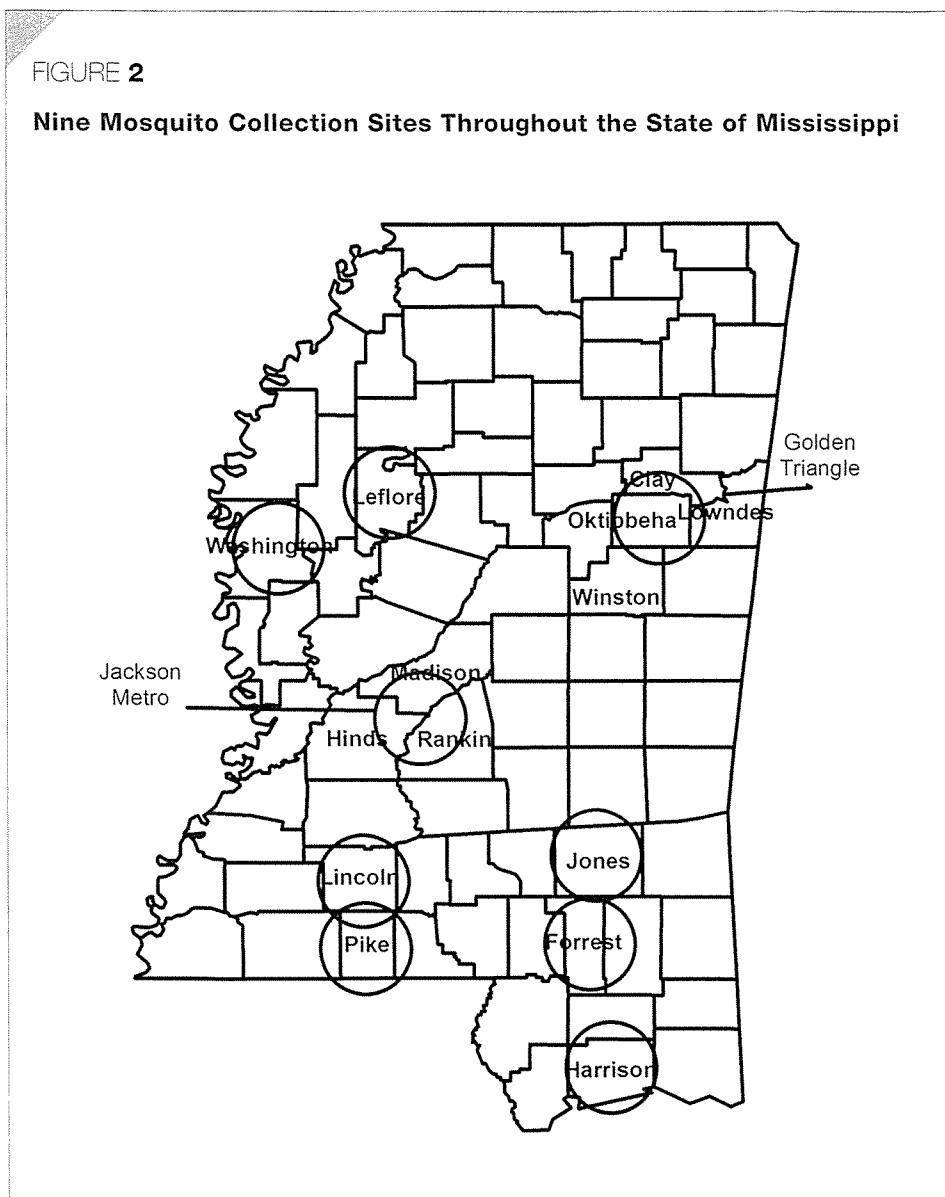 FIGURE 2
Nine Mosquito Collection Sites Throughout the State of Mississippi
Golden
Triangle
Clay
Leflore
Oktibbeha
Lowndes
Washington
Winston
Jackson
Metro
Madison
Hinds
Rankin
Jones
Lincoln
Pike
Forrest
Harrison